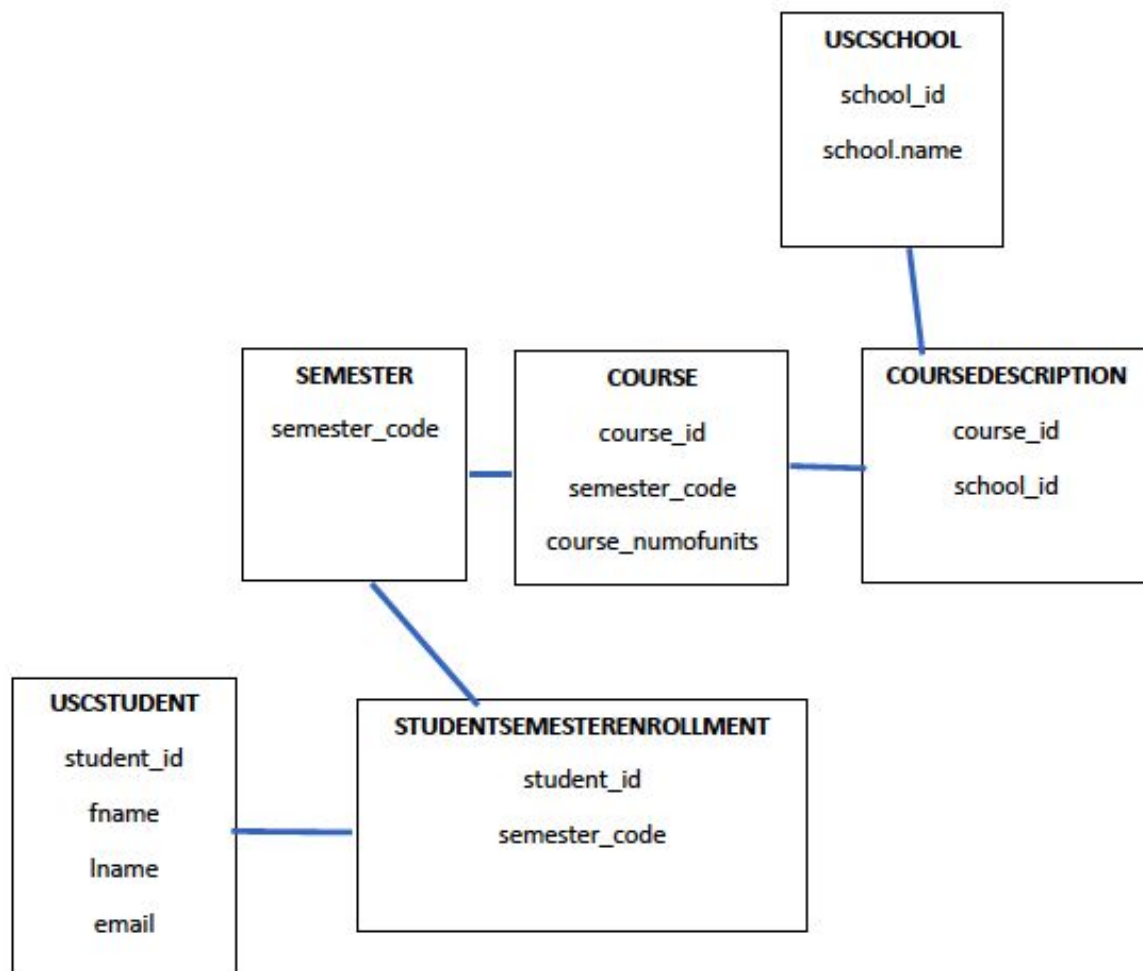 USCSCHOOL
school_id
school.name
SEMESTER
semester_code
COURSE
course_id
semester_code
course_numofunits
COURSEDESCRIPTION
course_id
school_id
USCSTUDENT
student_id
fname
lname
email
STUDENTSEMESTERENROLLMENT
student_id
semester_code